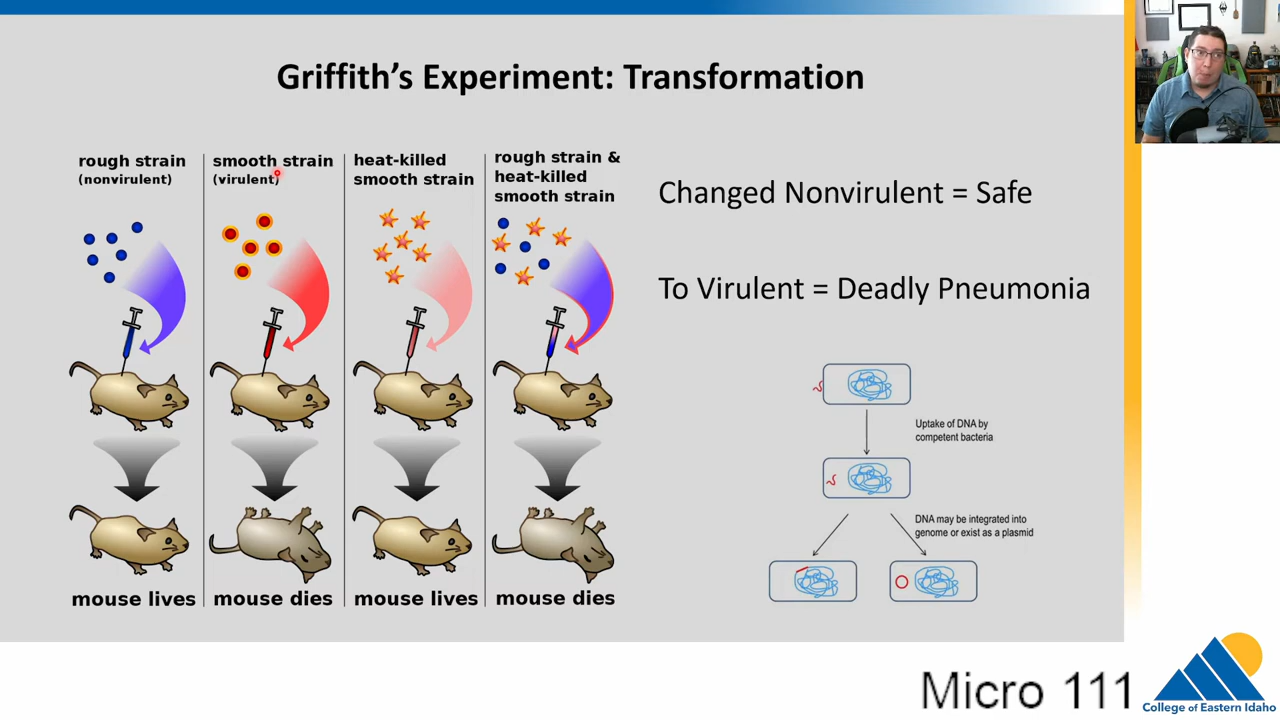 Griffith's Experiment: Transformation
rough strain
(nonvirulent)
smooth strain
(virulent)
heat-killed
smooth strain
rough strain &
heat-killed
smooth strain
mouse lives
mouse dies
mouse lives
mouse dies
Changed Nonvirulent = Safe
To Virulent = Deadly Pneumonia
Uptake of DNA by
competent bacteria
DNA may be integrated into
genome or exist as a plasmid
Micro 111
College of Eastern Idaho